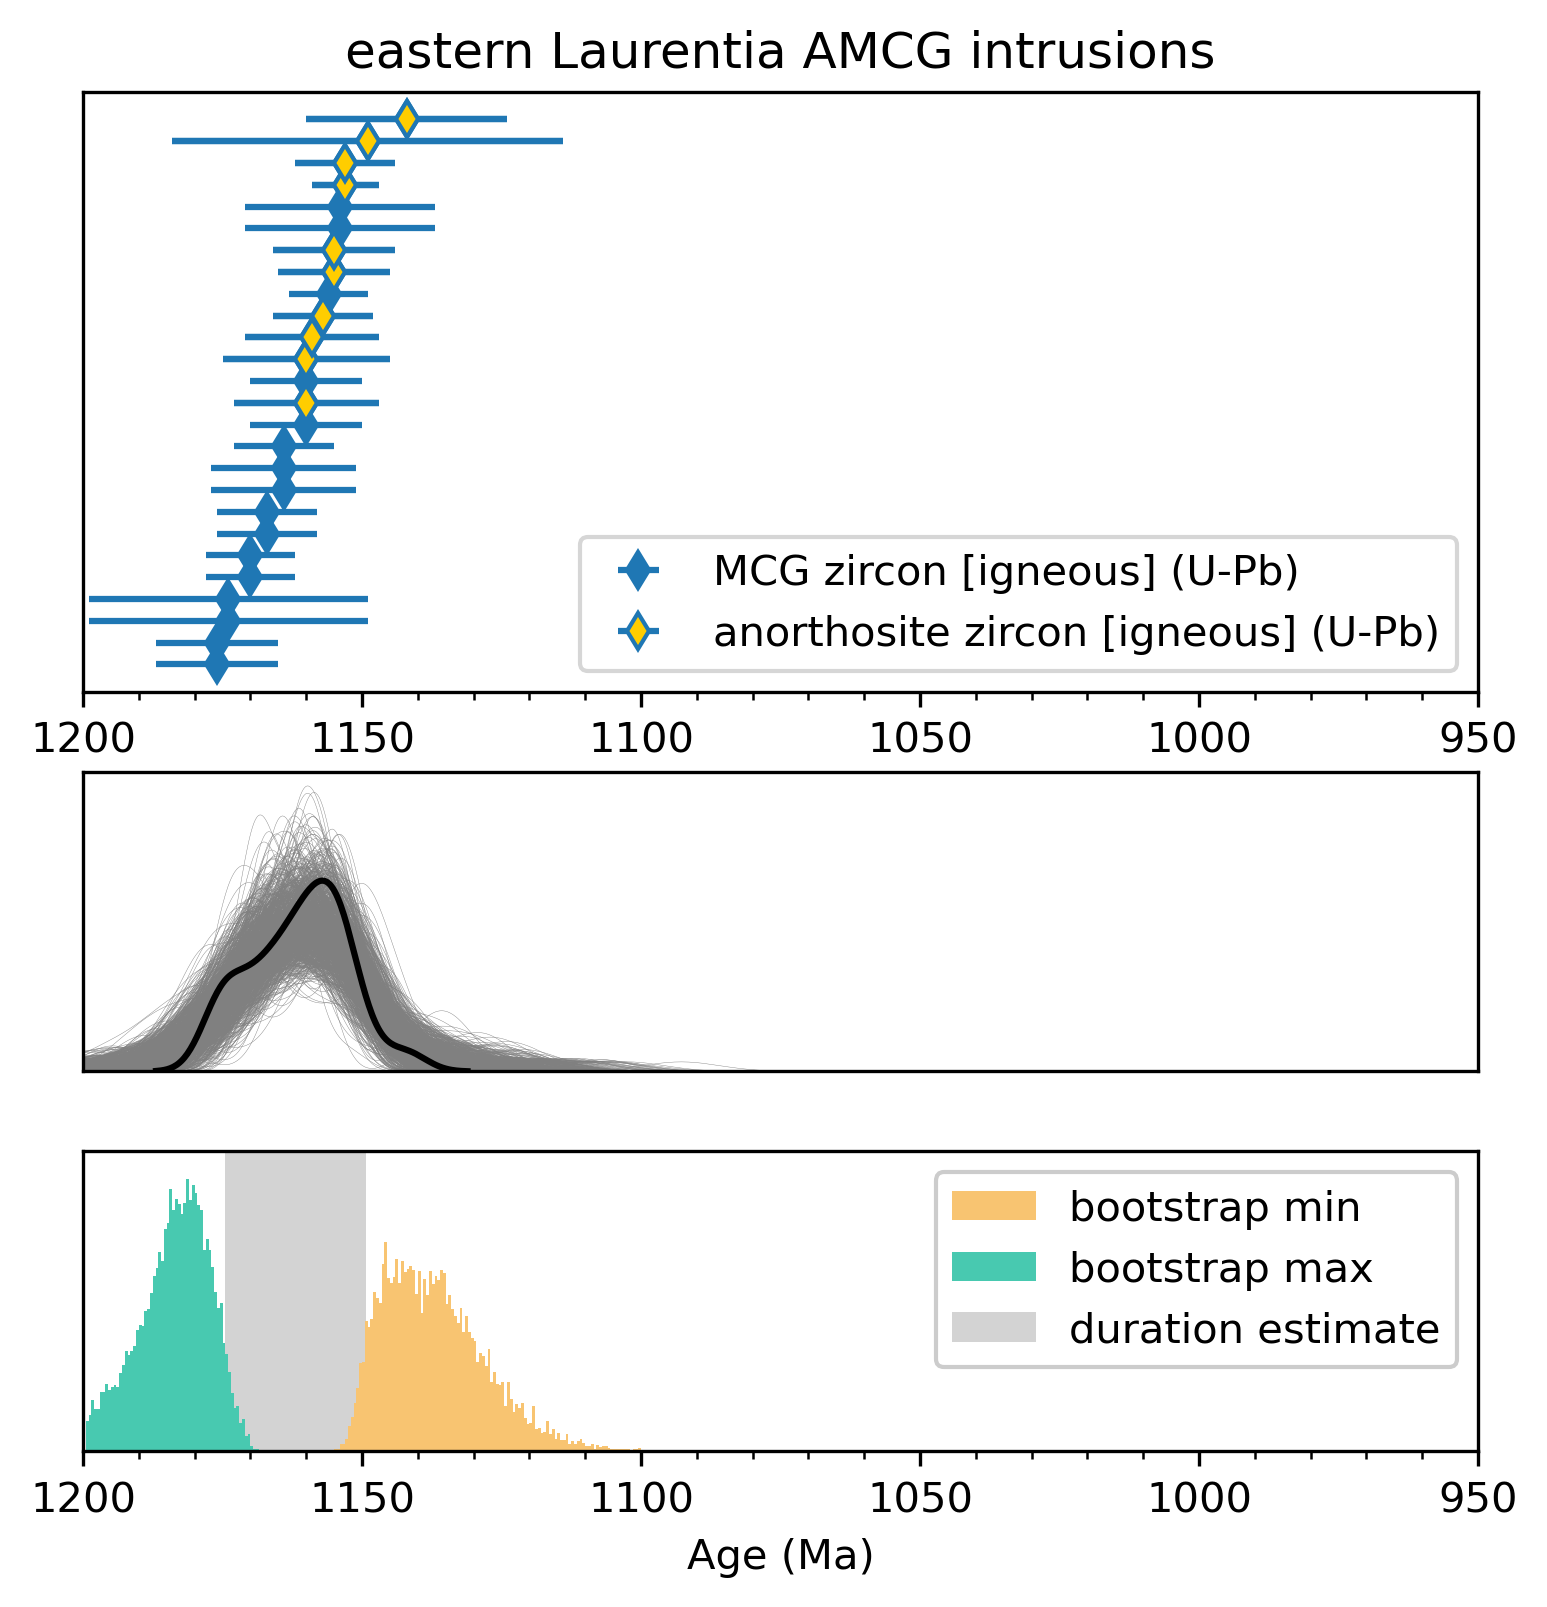 eastern Laurentia AMCG intrusions
MCG zircon [igneous] (U-Pb)
anorthosite zircon [igneous] (U-Pb)
1200 1150 1100 1050 1000 950
bootstrap min
bootstrap max
duration estimate
1200 1150 1100 1050 1000 950
Age (Ma)